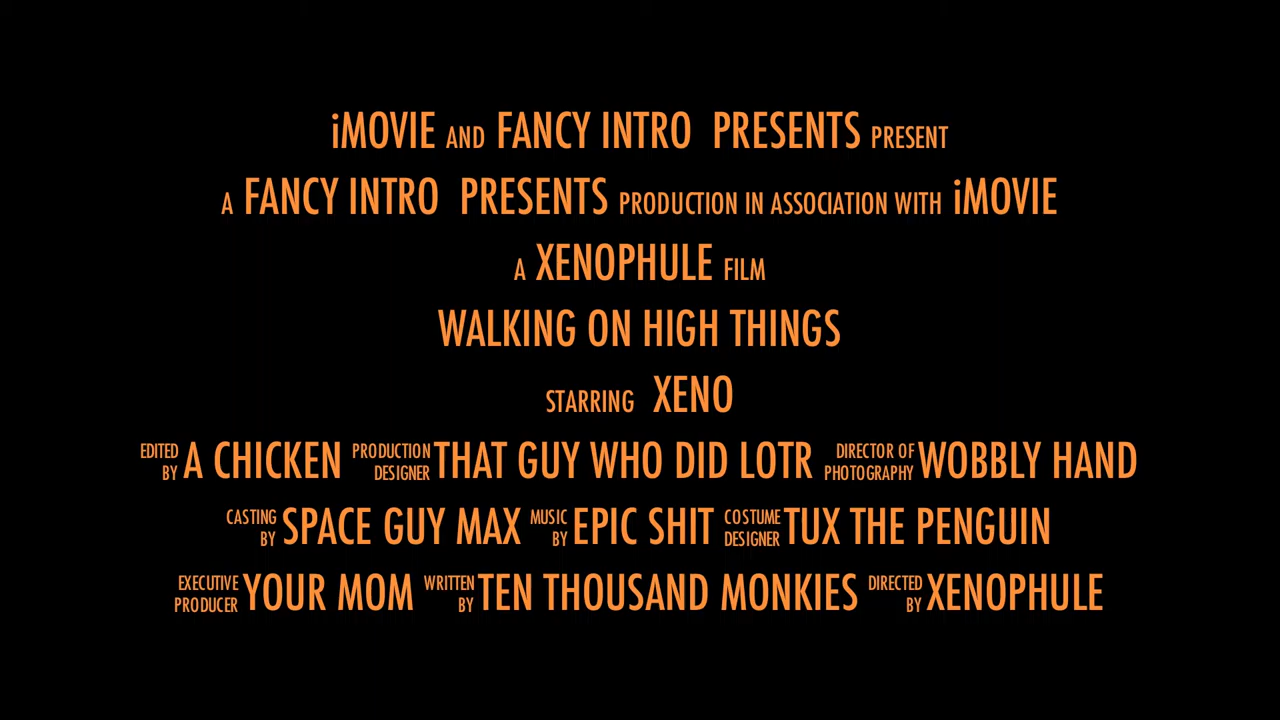 iMOVIE AND FANCY INTRO PRESENTS PRESENT
A FANCY INTRO PRESENTS PRODUCTION IN ASSOCIATION WITH iMOVIE
A XENOPHULE FILM
WALKING ON HIGH THINGS
STARRING XENO
EDITED BY A CHICKEN PRODUCTION DESIGNER THAT GUY WHO DID LOTR DIRECTOR OF PHOTOGRAPHY WOBBLY HAND
CASTING BY SPACE GUY MAX MUSIC BY EPIC SHIT COSTUME DESIGNER TUX THE PENGUIN
EXECUTIVE PRODUCER YOUR MOM WRITTEN BY TEN THOUSAND MONKIES DIRECTED BY XENOPHULE